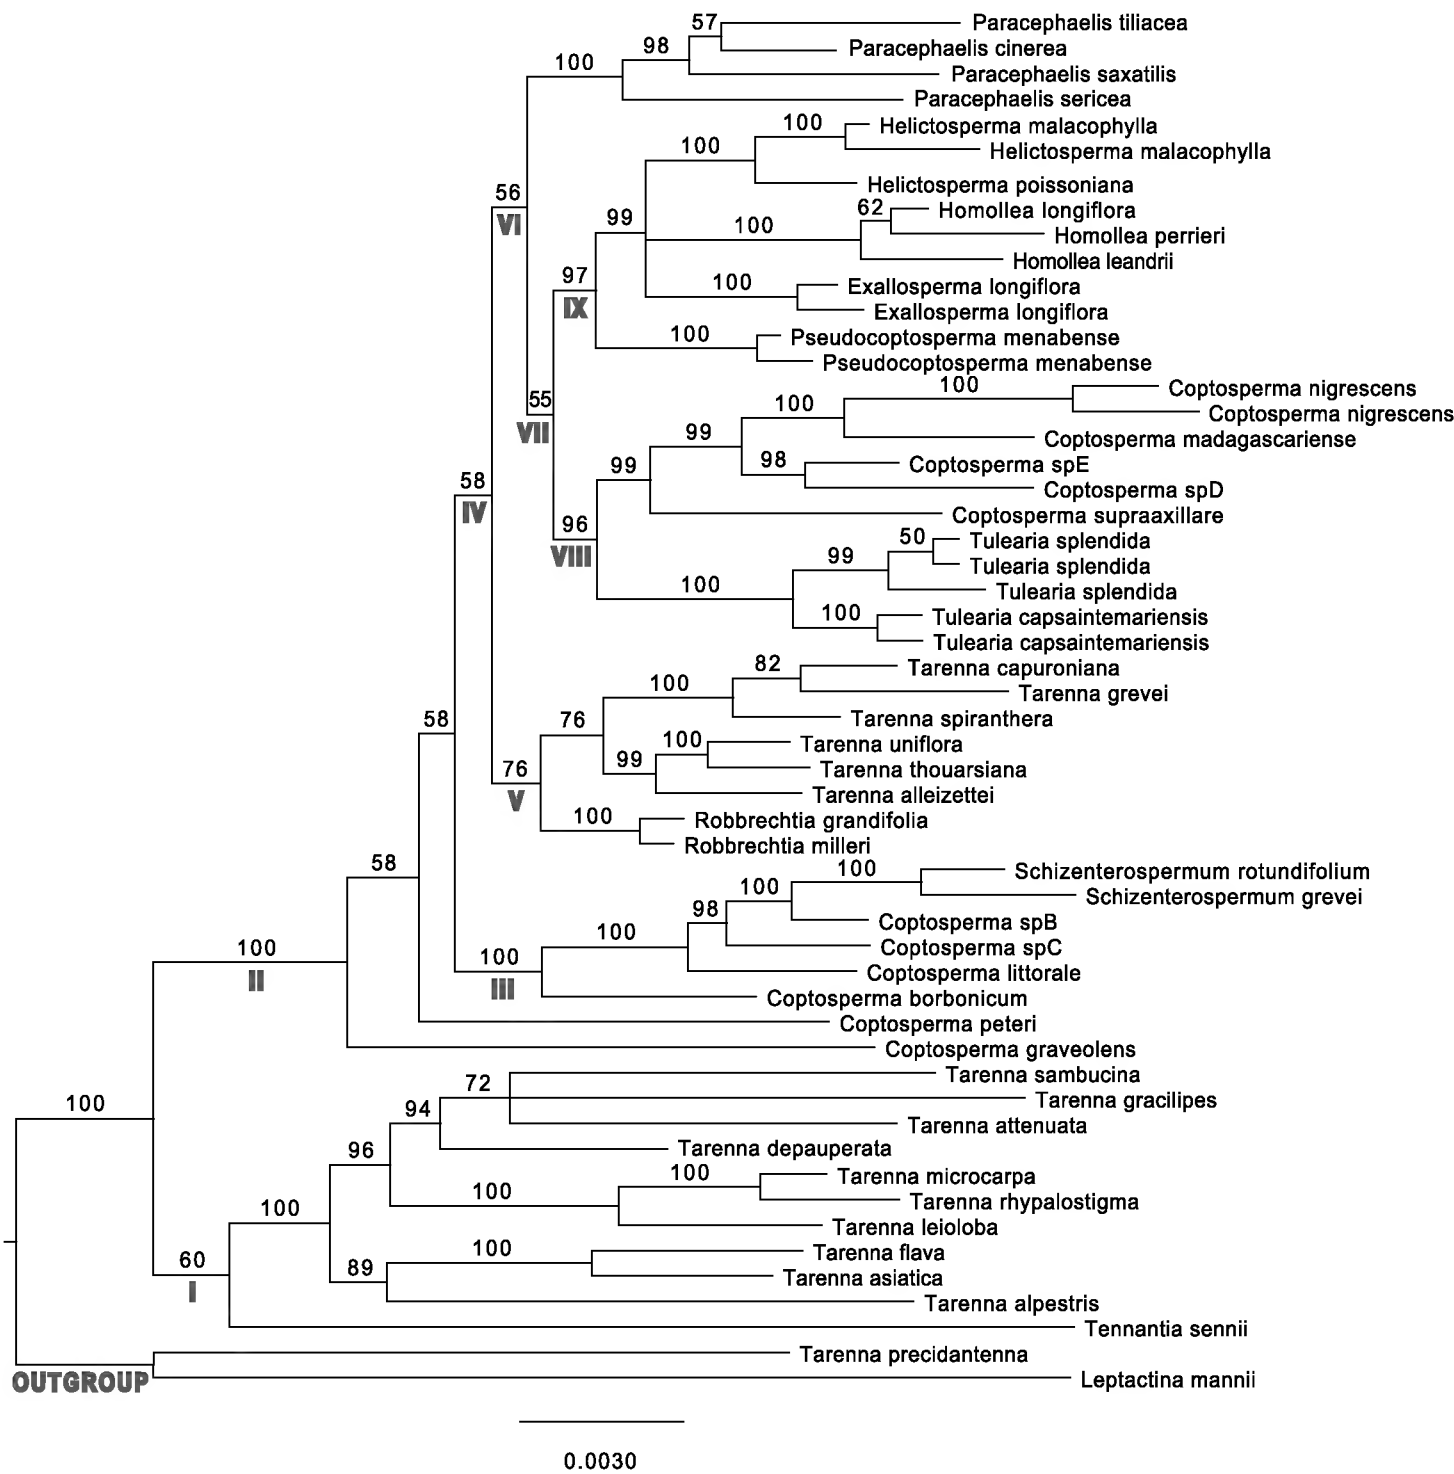 57
Paracephaelis tiliacea
98
Paracephaelis cinerea
100
Paracephaelis saxatilis
Paracephaelis sericea
100
Helictosperma malacophylla
100
Helictosperma malacophylla
Helictosperma poissoniana
56
VI
62
Homollea longiflora
99
100
Homollea perrieri
Homollea leandrii
97
IX
100
Exallosperma longiflora
Exallosperma longiflora
100
Pseudocoptosperma menabense
Pseudocoptosperma menabense
55
VII
100
Coptosperma nigrescens
100
Coptosperma nigrescens
99
Coptosperma madagascariense
99
98
Coptosperma spE
58
IV
Coptosperma spD
Coptosperma supraaxillare
96
VIII
50
Tulearia splendida
99
Tulearia splendida
100
Tulearia splendida
100
Tulearia capsaintemariensis
Tulearia capsaintemariensis
82
Tarenna capuroniana
100
Tarenna grevei
58
76
Tarenna spiranthera
100
Tarenna uniflora
99
Tarenna thouarsiana
76
V
Tarenna alleizettei
100
Robbrechtia grandifolia
Robbrechtia milleri
58
100
Schizenterospermum rotundifolium
100
Schizenterospermum grevei
98
Coptosperma spB
100
Coptosperma spC
100
III
Coptosperma littorale
100
II
Coptosperma borbonicum
Coptosperma peteri
Coptosperma graveolens
72
Tarenna sambucina
100
94
Tarenna gracilipes
Tarenna attenuata
96
Tarenna depauperata
100
Tarenna microcarpa
100
Tarenna rhypalostigma
100
Tarenna leioloba
60
I
100
Tarenna flava
89
Tarenna asiatica
Tarenna alpestris
Tennantia sennii
Tarenna precidantenna
OUTGROUP
Leptactina mannii
0.0030